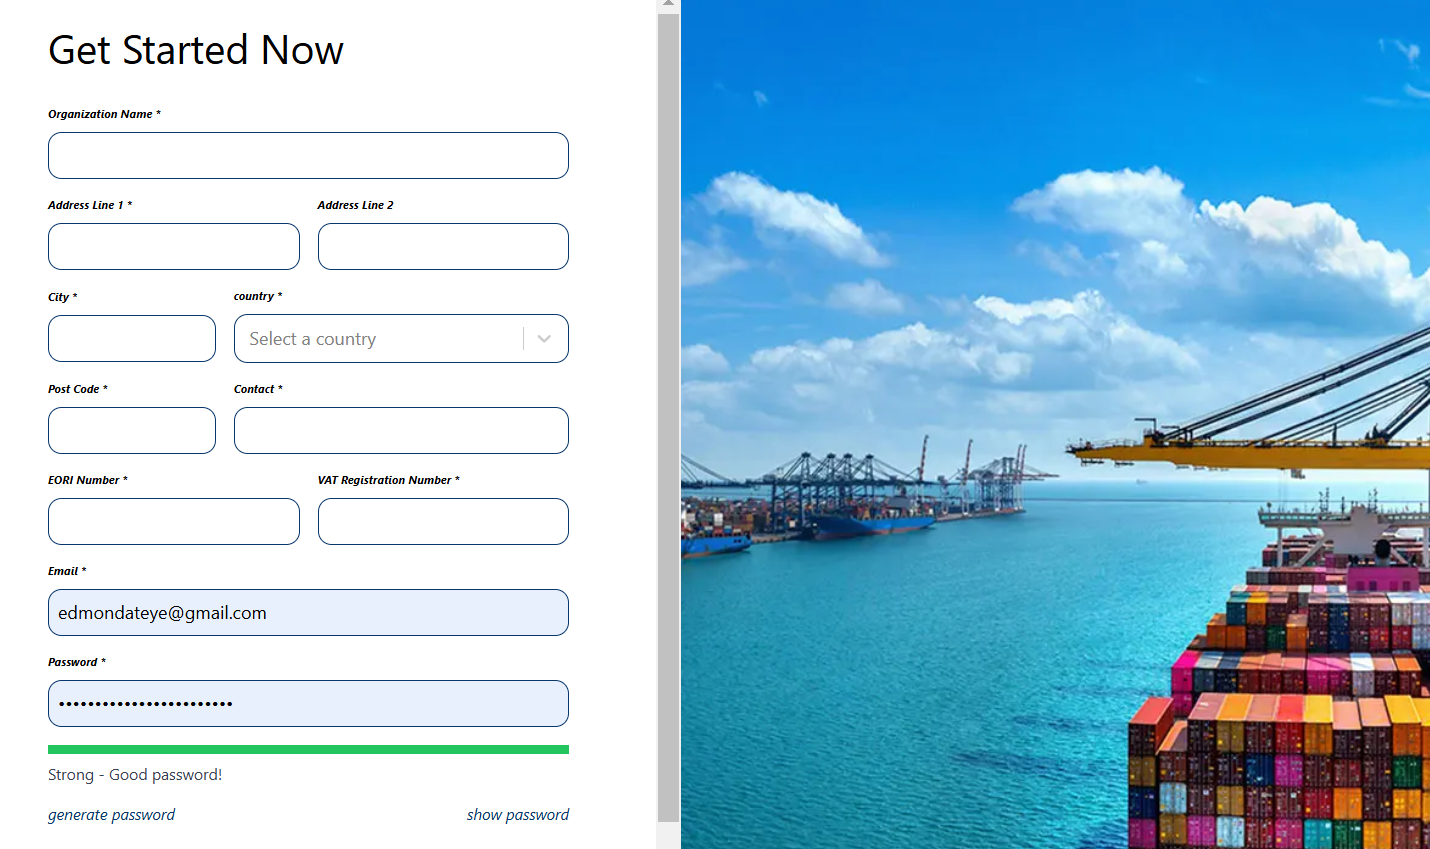 Get Started Now
Organization Name *
Address Line 1 * Address Line 2
City * country *
Select a country
Post Code * Contact *
EORI Number * VAT Registration Number *
Email *
edmondateye@gmail.com
Password *
••••••••••••••••••••••••
Strong - Good password!
generate password show password